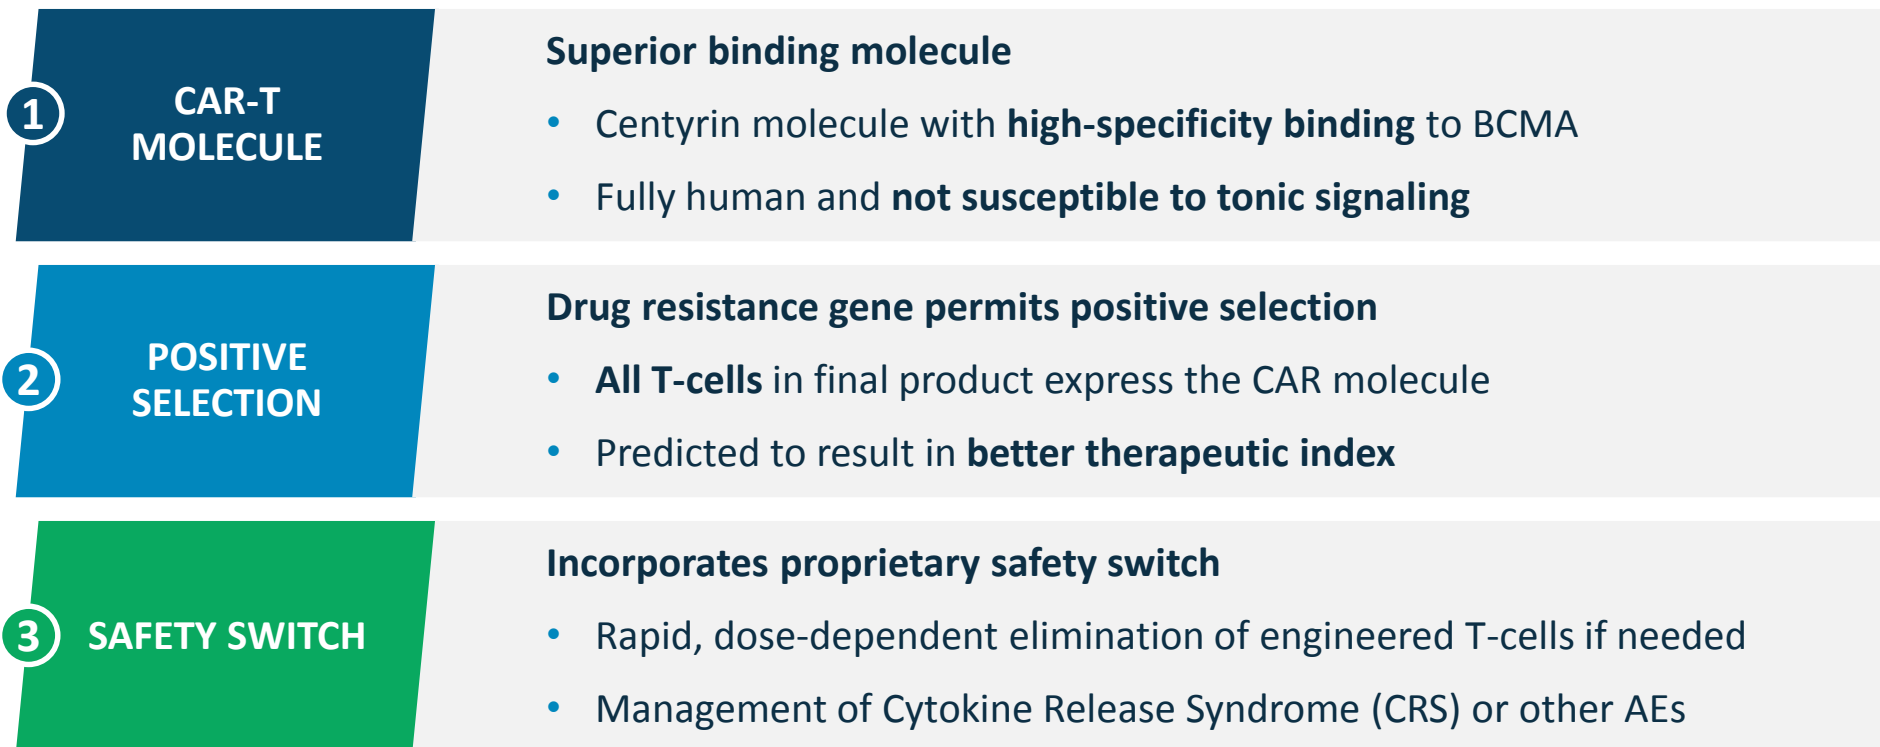 1
CAR-T
MOLECULE
Superior binding molecule
• Centyrin molecule with high-specificity binding to BCMA
• Fully human and not susceptible to tonic signaling
2
POSITIVE
SELECTION
Drug resistance gene permits positive selection
• All T-cells in final product express the CAR molecule
• Predicted to result in better therapeutic index
3
SAFETY SWITCH
Incorporates proprietary safety switch
• Rapid, dose-dependent elimination of engineered T-cells if needed
• Management of Cytokine Release Syndrome (CRS) or other AEs